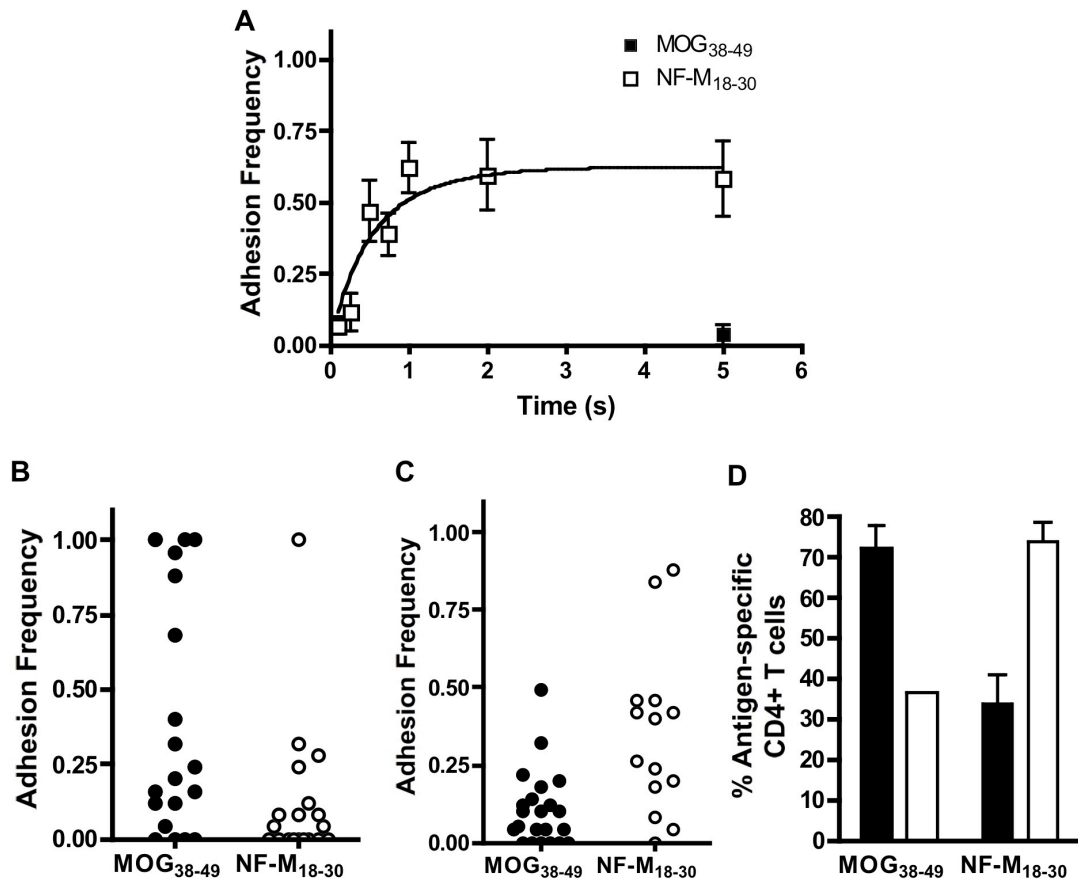 A
Adhesion Frequency
1.00
0.75
0.50
0.25
0.00
0 1 2 3 4 5 6
Time (s)
MOG38-49
NF-M18-30
B
Adhesion Frequency
1.00
0.75
0.50
0.25
0.00
MOG38-49 NF-M18-30
C
Adhesion Frequency
1.00
0.75
0.50
0.25
0.00
MOG38-49 NF-M18-30
D
% Antigen-specific
CD4+ T cells
80
70
60
50
40
30
20
10
0
MOG38-49 NF-M18-30